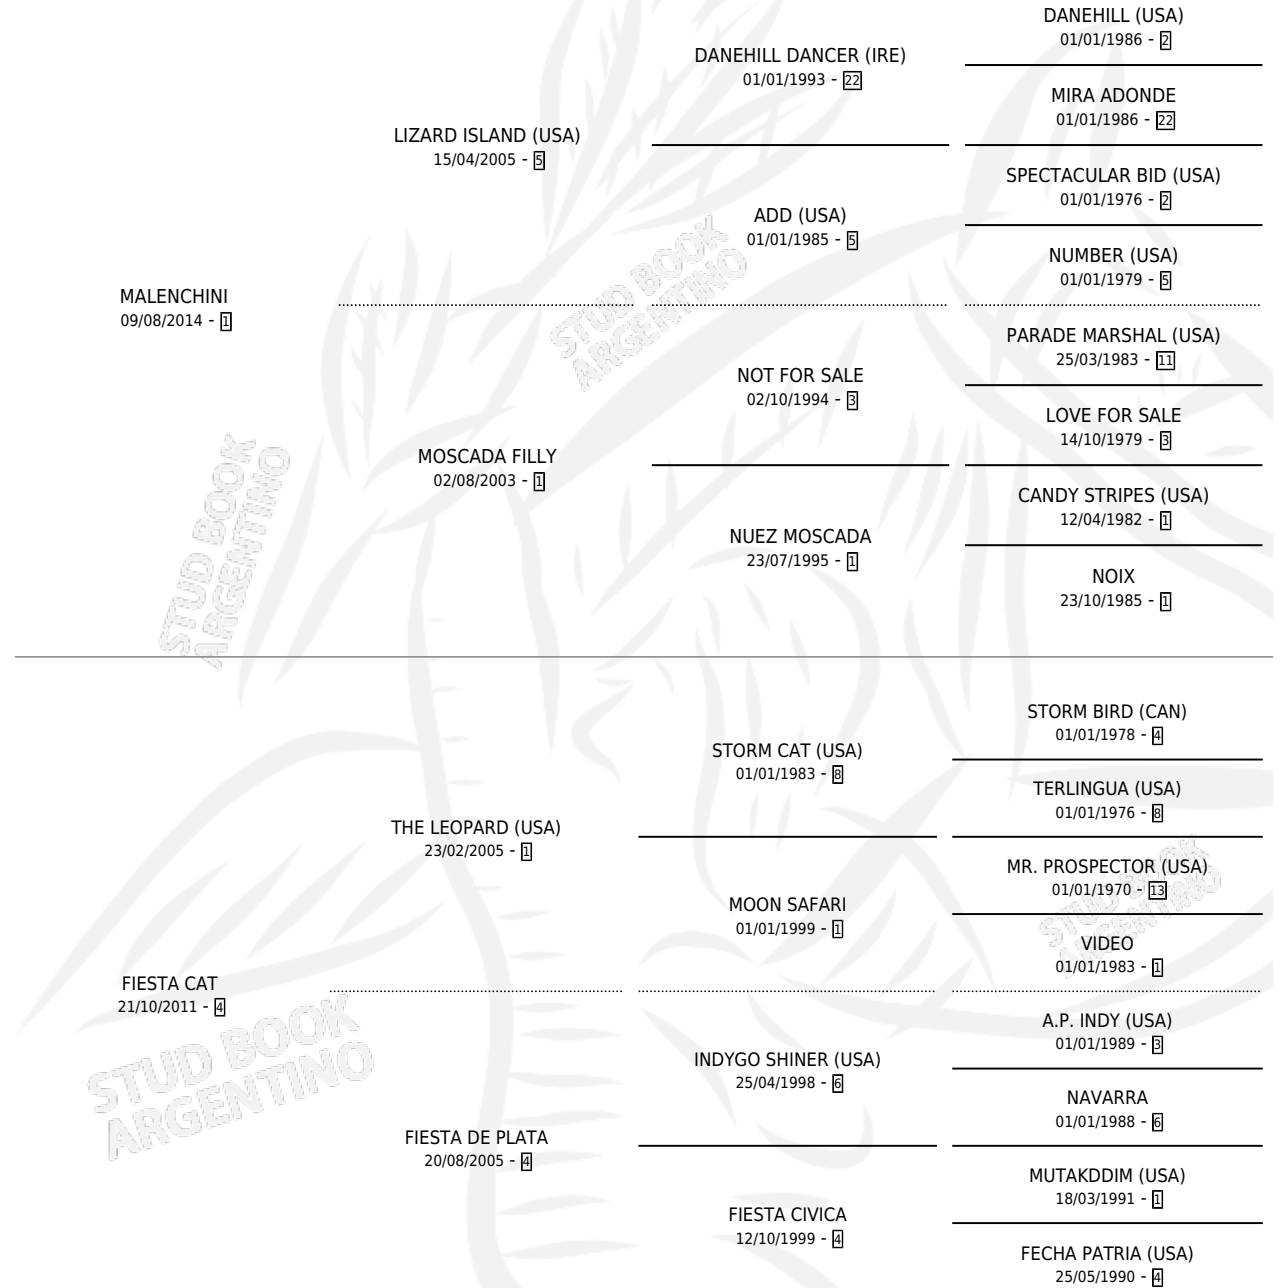 DANEHILL (USA)
01/01/1986 - 2
DANEHILL DANCER (IRE)
01/01/1993 - 22
MIRA ADONDE
01/01/1986 - 22
LIZARD ISLAND (USA)
15/04/2005 - 5
SPECTACULAR BID (USA)
01/01/1976 - 2
ADD (USA)
01/01/1985 - 5
NUMBER (USA)
01/01/1979 - 5
MALENCHINI
09/08/2014 - 1
PARADE MARSHAL (USA)
25/03/1983 - 11
NOT FOR SALE
02/10/1994 - 3
LOVE FOR SALE
14/10/1979 - 3
MOSCADA FILLY
02/08/2003 - 1
CANDY STRIPES (USA)
12/04/1982 - 1
NUEZ MOSCADA
23/07/1995 - 1
NOIX
23/10/1985 - 1
STORM BIRD (CAN)
01/01/1978 - 4
STORM CAT (USA)
01/01/1983 - 8
TERLINGUA (USA)
01/01/1976 - 8
THE LEOPARD (USA)
23/02/2005 - 1
MR. PROSPECTOR (USA)
01/01/1970 - 13
MOON SAFARI
01/01/1999 - 1
VIDEO
01/01/1983 - 1
FIESTA CAT
21/10/2011 - 4
A.P. INDY (USA)
01/01/1989 - 3
INDYGO SHINER (USA)
25/04/1998 - 6
NAVARRA
01/01/1988 - 6
FIESTA DE PLATA
20/08/2005 - 4
MUTAKDDIM (USA)
18/03/1991 - 1
FIESTA CIVICA
12/10/1999 - 4
FECHA PATRIA (USA)
25/05/1990 - 4
STUD BOOK
ARGENTINO
STUD BOOK
ARGENTINO
STUD BOOK
ARGENTINO
STUD BOOK
ARGENTINO